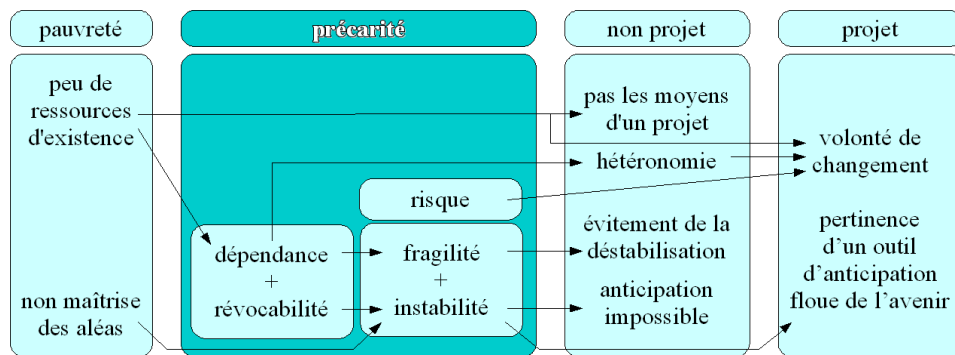 pauvreté
précarité
non projet
projet
peu de
ressources
d'existence
non maîtrise
des aléas
risque
dépendance
+
révocabilité
fragilité
+
instabilité
pas les moyens
d'un projet
hétéronomie
évitement de la
déstabilisation
anticipation
impossible
volonté de
changement
pertinence
d’un outil
d’anticipation
floue de l’avenir